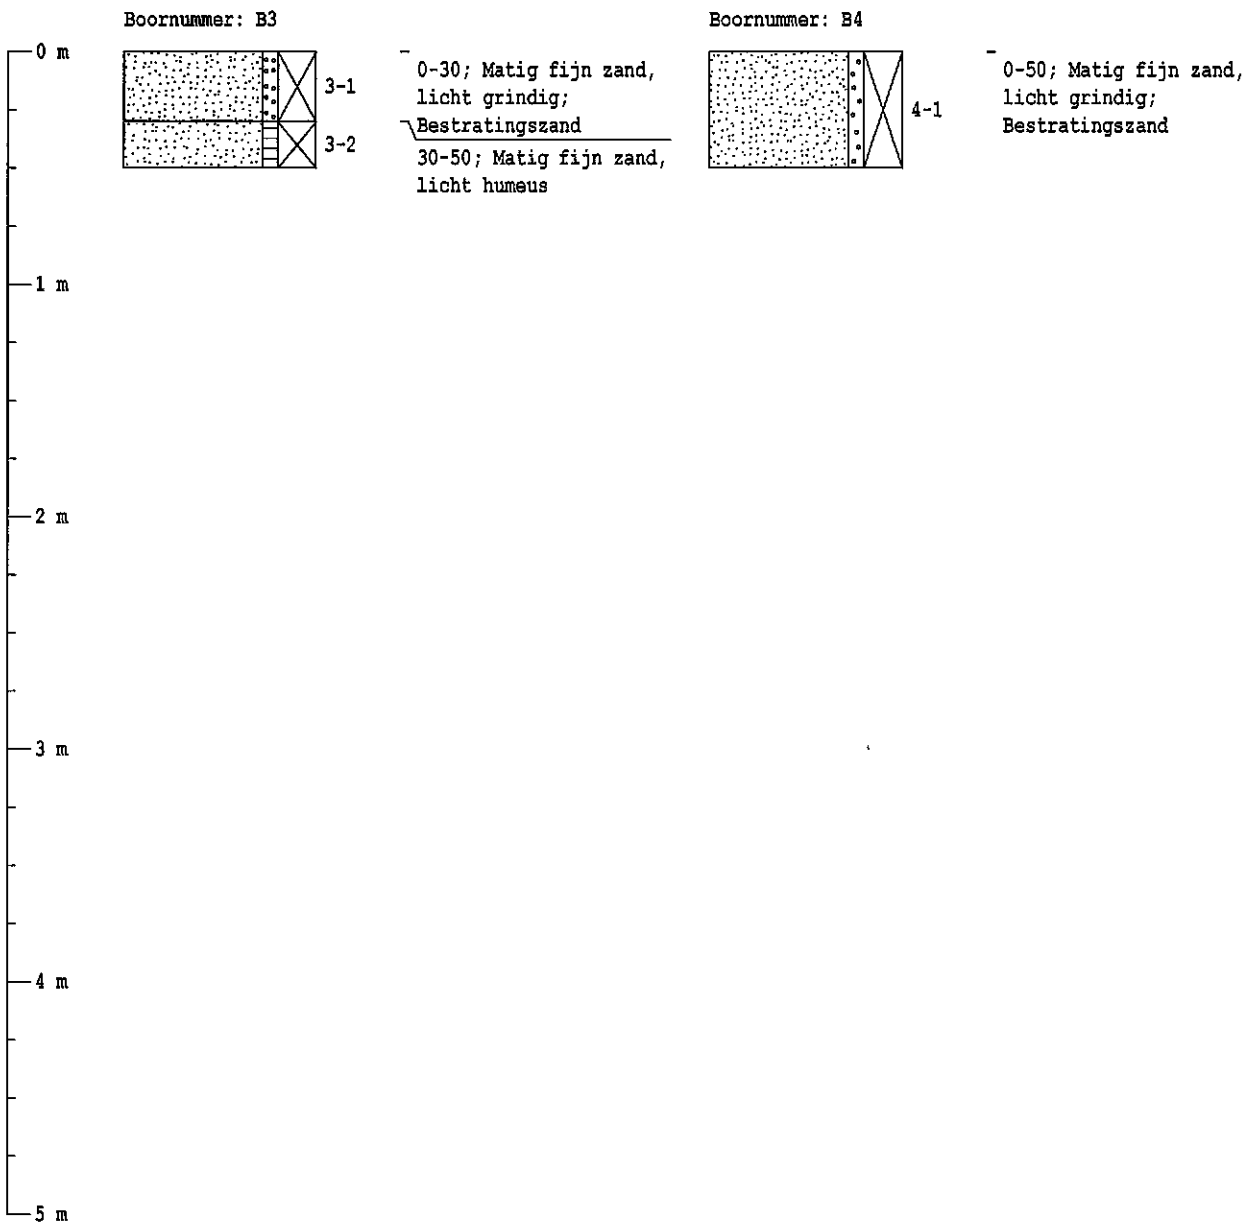 Boornummer: B3
Boornummer: B4
0 m
3-1
3-2
0-30; Matig fijn zand,
licht grindig;
Bestratingszand
30-50; Matig fijn zand,
licht humeus
4-1
0-50; Matig fijn zand,
licht grindig;
Bestratingszand
1 m
2 m
3 m
4 m
5 m